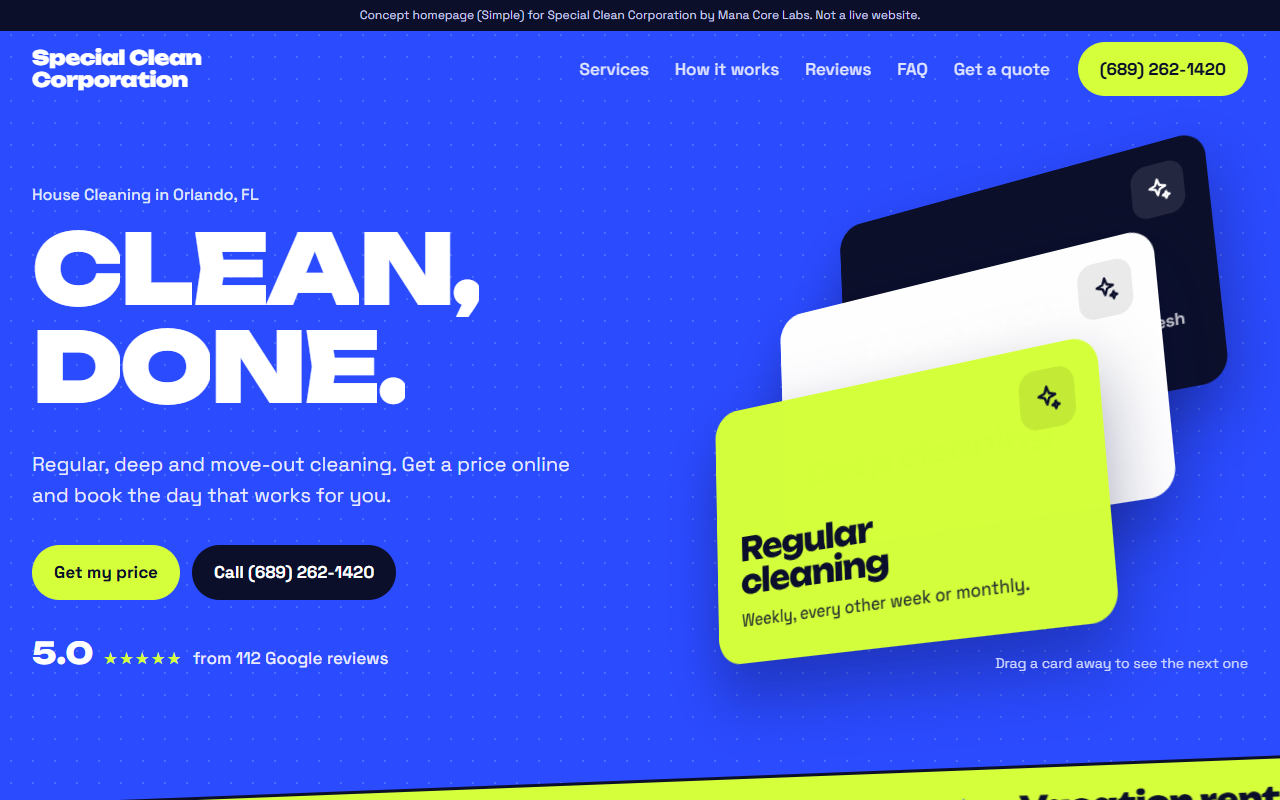 Concept homepage (Simple) for Special Clean Corporation by Mana Core Labs. Not a live website.
Special Clean
Corporation
Services
How it works
Reviews
FAQ
Get a quote
(689) 262-1420
House Cleaning in Orlando, FL
CLEAN,
DONE.
Regular, deep and move-out cleaning. Get a price online
and book the day that works for you.
Get my price
Call (689) 262-1420
5.0 ★★★★★ from 112 Google reviews
Regular
cleaning
Weekly, every other week or monthly.
Drag a card away to see the next one